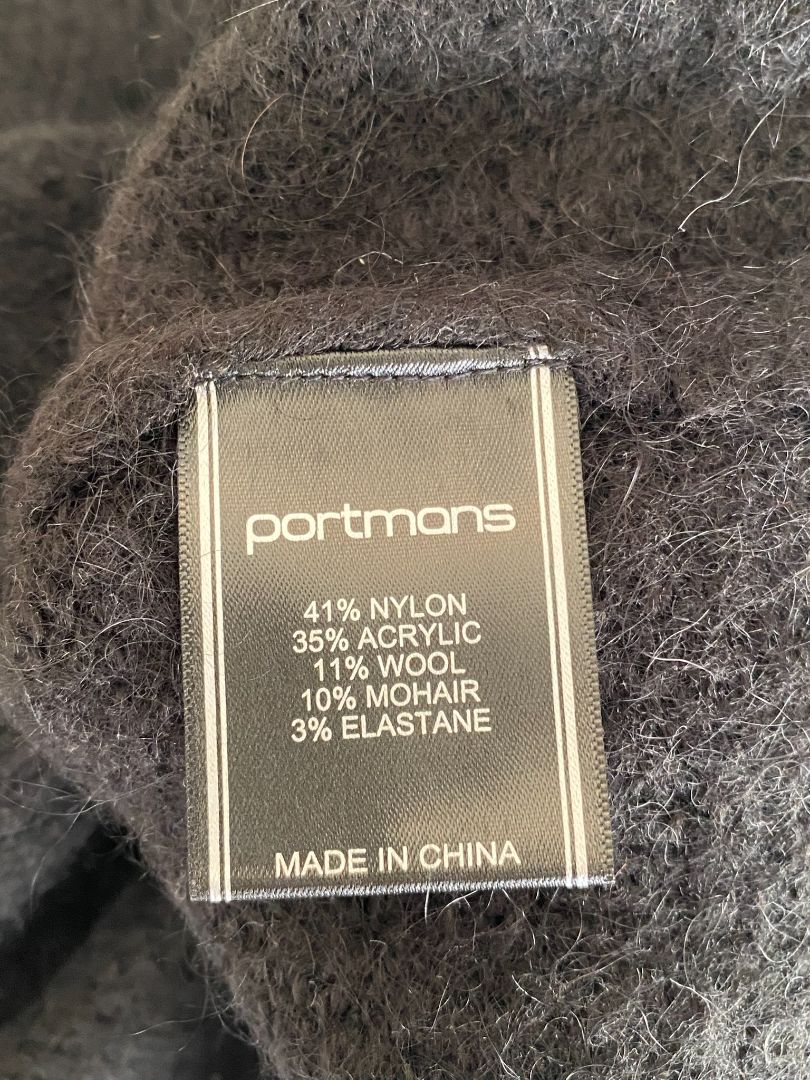 portmans
41% NYLON
35% ACRYLIC
11% WOOL
10% MOHAIR
3% ELASTANE
MADE IN CHINA